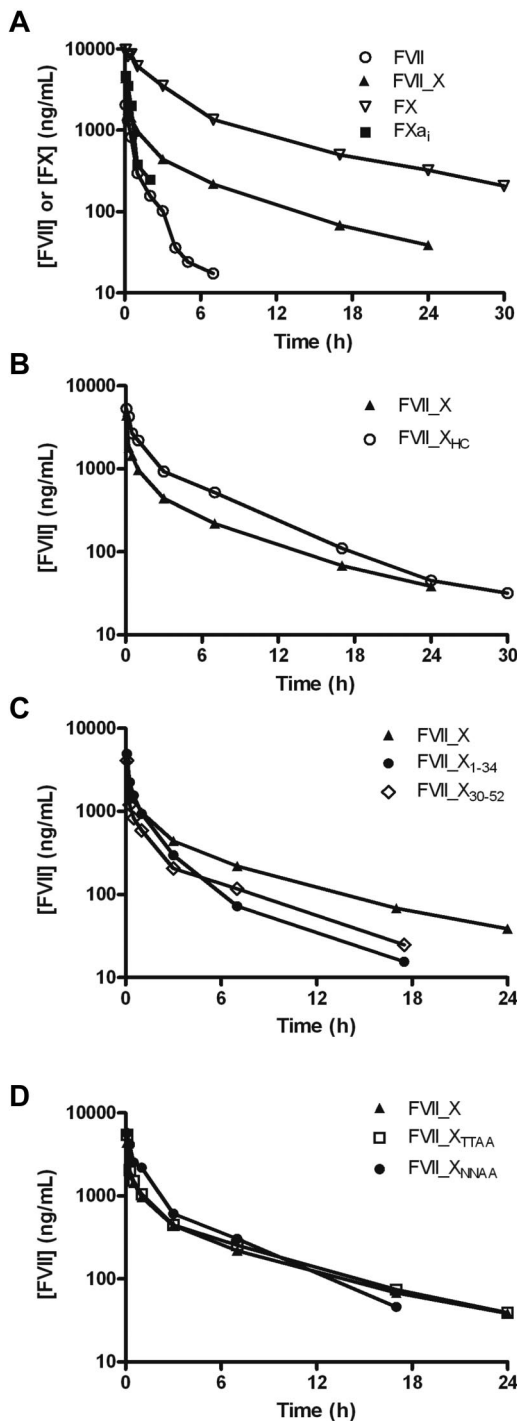 A
10000
1000
100
10
[FVII] or [FX] (ng/mL)
FVII
FVII_X
FX
FXai
0 6 12 18 24 30
Time (h)
B
10000
1000
100
10
[FVII] (ng/mL)
FVII_X
FVII_XHC
0 6 12 18 24 30
Time (h)
C
10000
1000
100
10
[FVII] (ng/mL)
FVII_X
FVII_X1-34
FVII_X30-52
0 6 12 18 24
Time (h)
D
10000
1000
100
10
[FVII] (ng/mL)
FVII_X
FVII_XTTAA
FVII_XNNAA
0 6 12 18 24
Time (h)